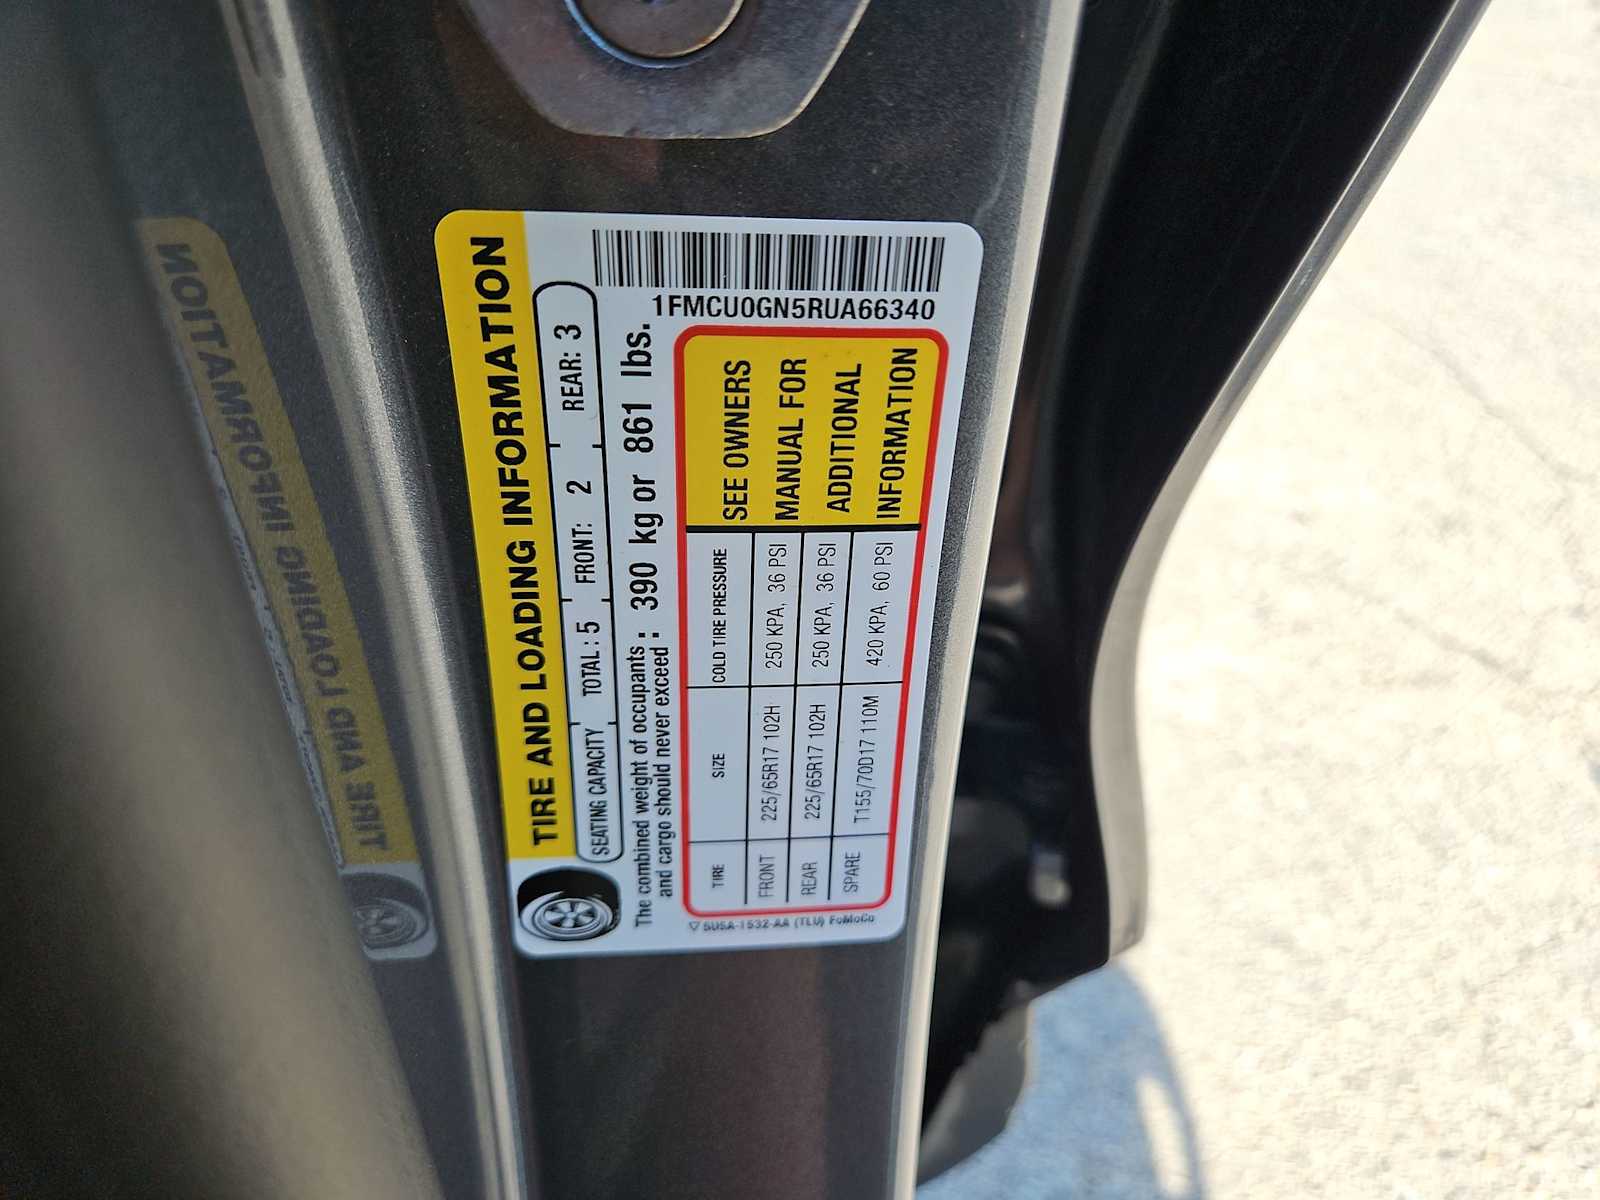 TIRE AND LOADING INFORMATION
SEATING CAPACITY TOTAL : 5 FRONT: 2 REAR: 3
The combined weight of occupants and cargo should never exceed : 390 kg or 861 lbs.
1FMCU0GN5RUA66340
TIRE SIZE COLD TIRE PRESSURE
FRONT 225/65R17 102H 250 KPA, 36 PSI
REAR 225/65R17 102H 250 KPA, 36 PSI
SPARE T155/70D17 110M 420 KPA, 60 PSI
SEE OWNERS
MANUAL FOR
ADDITIONAL
INFORMATION
5U5A-1532-AA (TLU) FoMoCo
TIRE AND LOADING INFORMATION